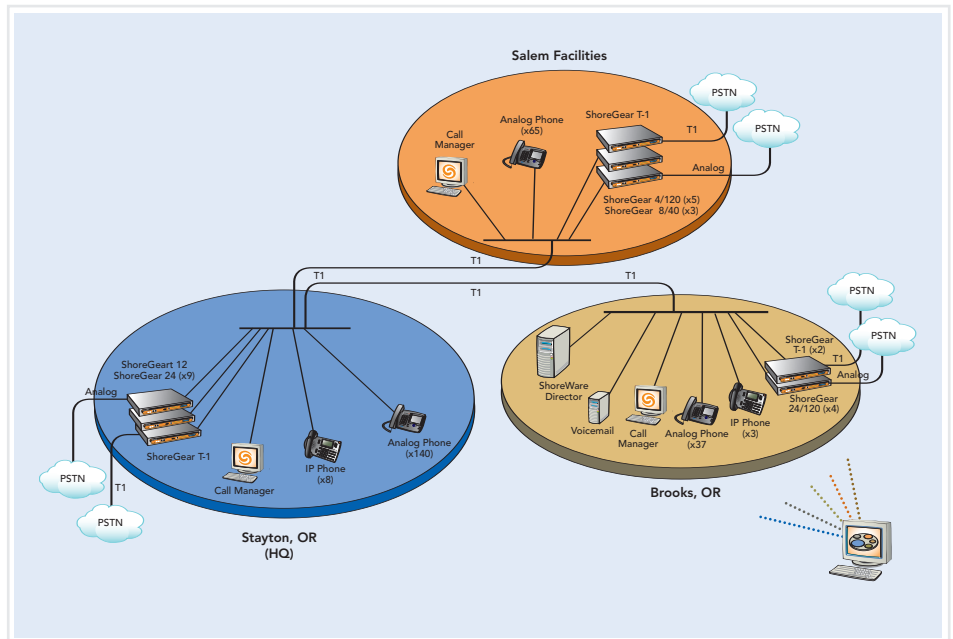 Salem Facilities
PSTN
PSTN
T1
Analog
ShoreGear T-1
Analog Phone
(x65)
Call
Manager
ShoreGear 4/120 (x5)
ShoreGear 8/40 (x3)
T1
T1
T1
T1
PSTN
PSTN
T1
Analog
ShoreGear
T-1 (x2)
ShoreGear
24/120 (x4)
ShoreWare
Director
Voicemail
Call
Manager
Analog Phone
(x37
IP Phone
(x3)
Brooks, OR
ShoreGeart 12
ShoreGear 24 (x9)
Analog
ShoreGear T-1
Call Manager
IP Phone
(x8)
Analog Phone
(x140)
PSTN
T1
PSTN
Stayton, OR
(HQ)